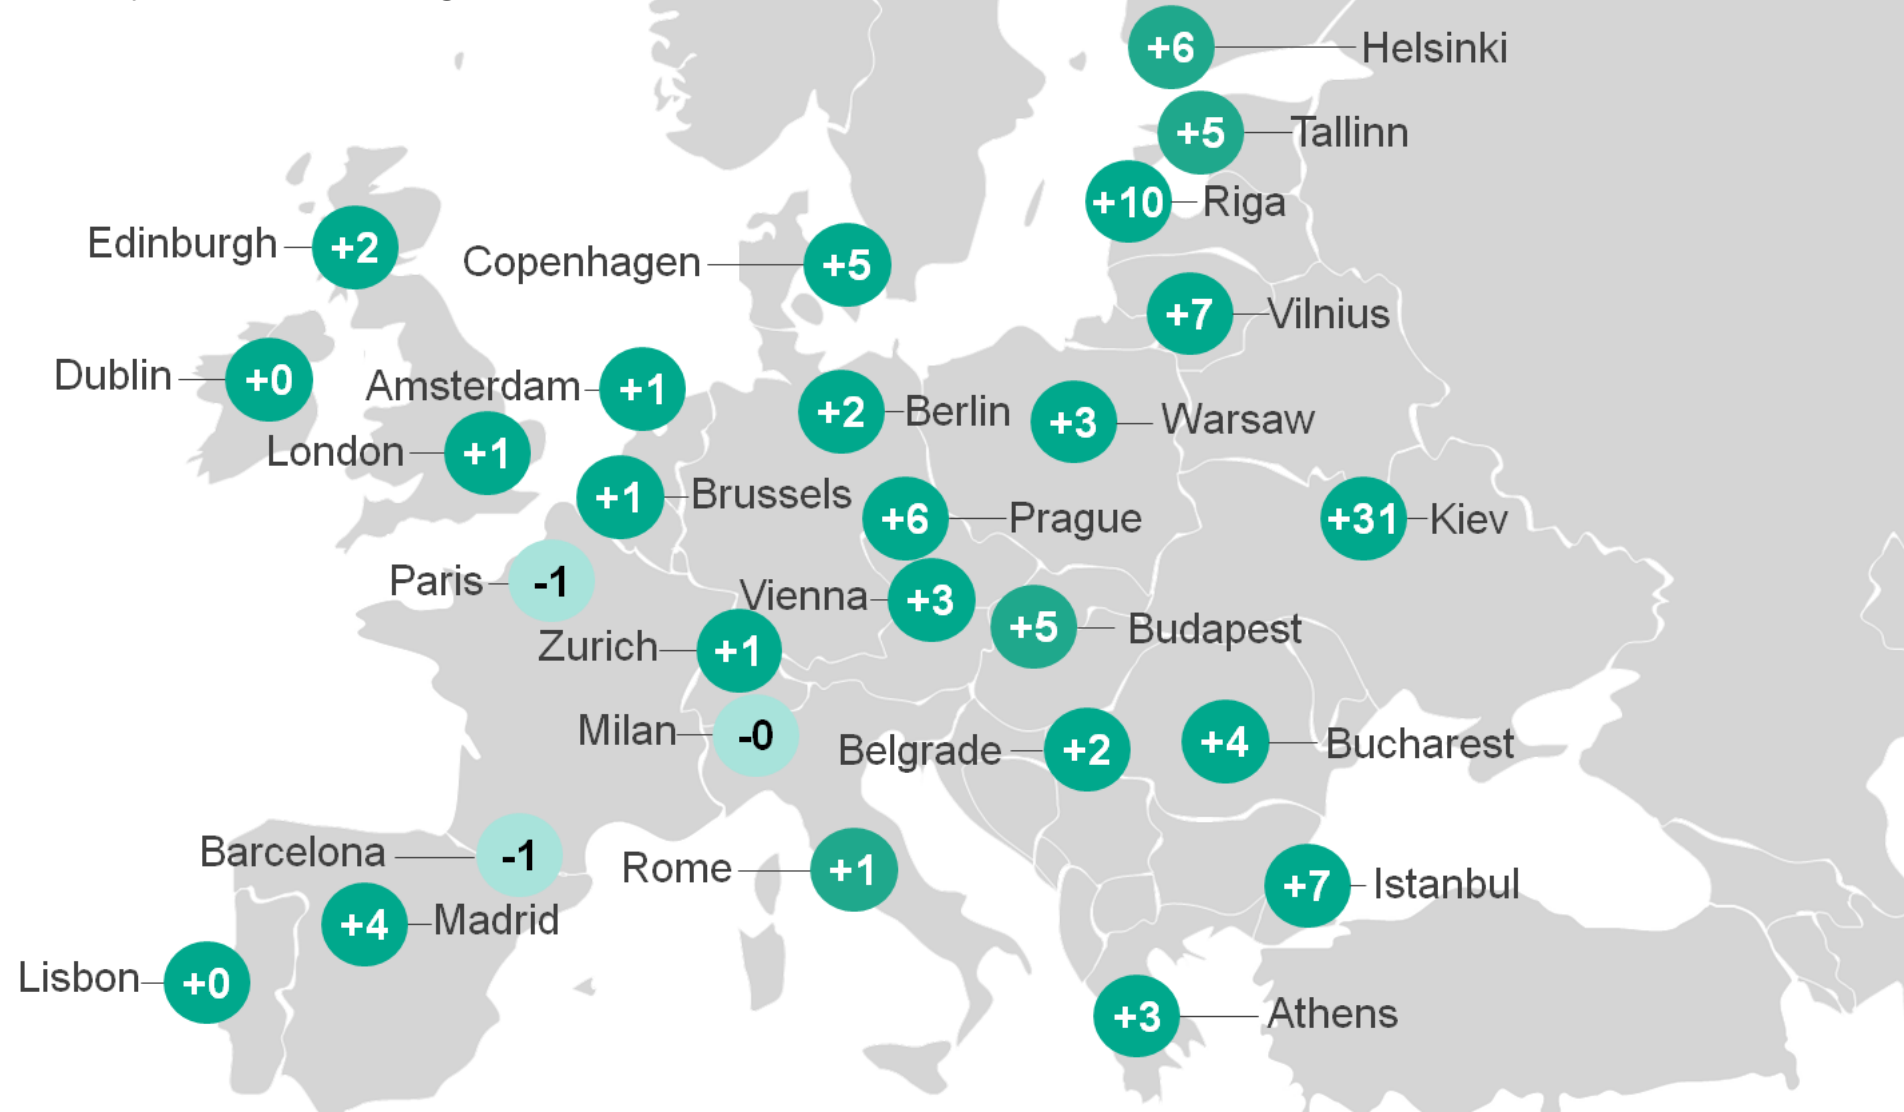 +6 Helsinki
+5 Tallinn
+10 Riga
Edinburgh +2
Copenhagen +5
+7 Vilnius
Dublin +0
Amsterdam +1
+2 Berlin
+3 Warsaw
London +1
+1 Brussels
+6 Prague
+31 Kiev
Paris -1
Vienna +3
+5 Budapest
Zurich +1
Milan -0
Belgrade +2
+4 Bucharest
Barcelona -1
Rome +1
+7 Istanbul
+4 Madrid
Lisbon +0
+3 Athens